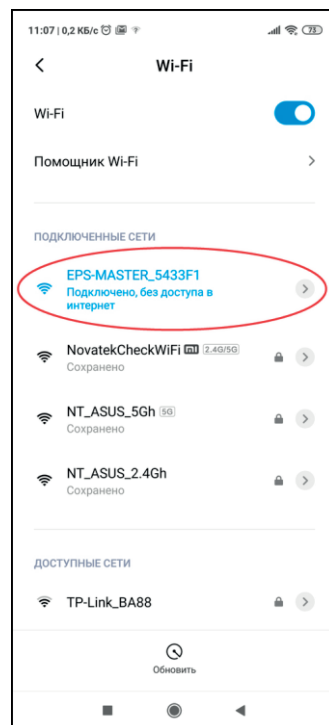 11:07 | 0,2 КБ/с 73
Wi-Fi
Wi-Fi
Помощник Wi-Fi
ПОДКЛЮЧЕННЫЕ СЕТИ
EPS-MASTER_5433F1
Подключено, без доступа в
интернет
NovatekCheckWiFi mi 2.4G/5G
Сохранено
NT_ASUS_5Gh 5G
Сохранено
NT_ASUS_2.4Gh
Сохранено
ДОСТУПНЫЕ СЕТИ
TP-Link_BA88
Обновить